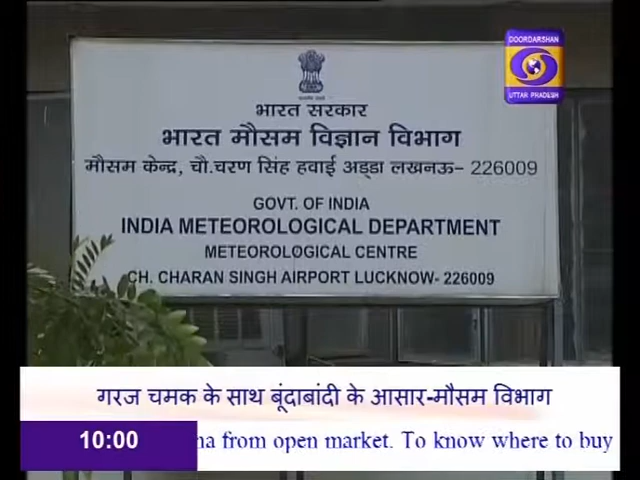 DOORDARSHAN
UTTAR PRADESH
भारत सरकार
भारत मौसम विज्ञान विभाग
मौसम केन्द्र, चौ.चरण सिंह हवाई अड्डा लखनऊ– 226009
GOVT. OF INDIA
INDIA METEOROLOGICAL DEPARTMENT
METEOROLOGICAL CENTRE
CH. CHARAN SINGH AIRPORT LUCKNOW- 226009
गरज चमक के साथ बूंदाबांदी के आसार-मौसम विभाग
10:00
from open market. To know where to buy